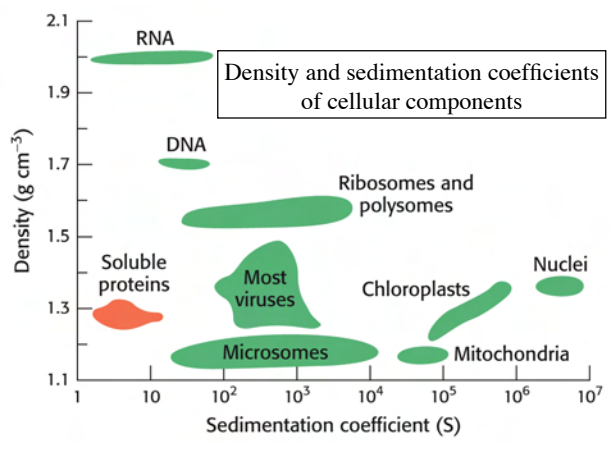 2.1
RNA
Density and sedimentation coefficients
of cellular components
1.9
DNA
1.7
Ribosomes and
polysomes
Density (g cm⁻³)
1.5
Soluble
proteins
Most
viruses
Chloroplasts
Nuclei
1.3
Microsomes
Mitochondria
1.1
1 10 10² 10³ 10⁴ 10⁵ 10⁶ 10⁷
Sedimentation coefficient (S)